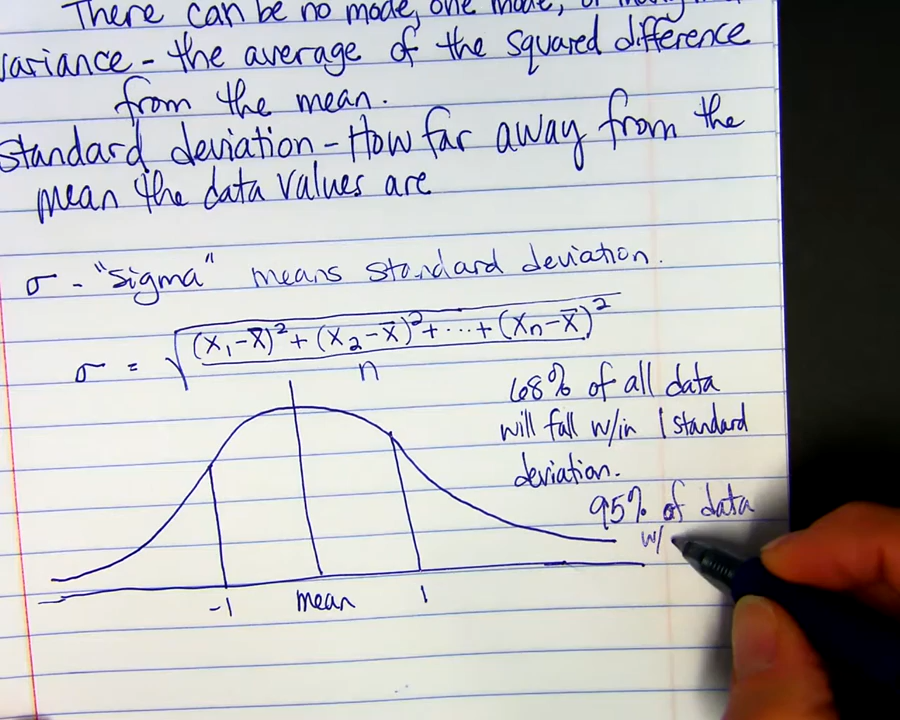 There can be no mode, one mode, or many
variance - the average of the squared difference
from the mean.
Standard deviation - How far away from the
mean the data values are
σ - "sigma" means standard deviation.
σ = √((x₁-x̄)²+(x₂-x̄)²+...+(xₙ-x̄)²
n
68% of all data
will fall w/in 1 standard
deviation.
95% of data
w/
-1 mean 1